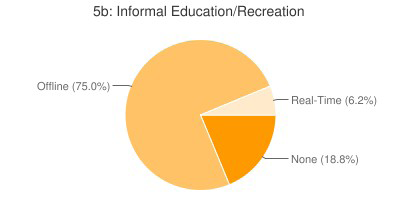 5b: Informal Education/Recreation
Offline (75.0%)
Real-Time (6.2%)
None (18.8%)